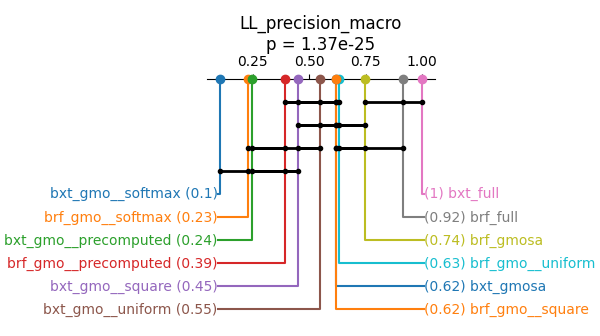 LL_precision_macro
p = 1.37e-25
0.25 0.50 0.75 1.00
bxt_gmo__softmax (0.1) (1) bxt_full
brf_gmo__softmax (0.23) (0.92) brf_full
bxt_gmo__precomputed (0.24) (0.74) brf_gmosa
brf_gmo__precomputed (0.39) (0.63) brf_gmo__uniform
bxt_gmo__square (0.45) (0.62) bxt_gmosa
bxt_gmo__uniform (0.55) (0.62) brf_gmo__square